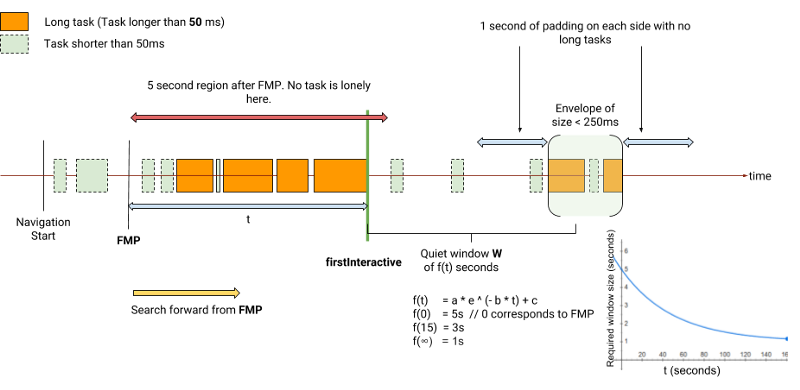 Long task (Task longer than 50 ms)
Task shorter than 50ms
1 second of padding on each side with no
long tasks
5 second region after FMP. No task is lonely
here.
Envelope of
size < 250ms
time
Navigation
Start
FMP
t
firstInteractive
Quiet window W
of f(t) seconds
Search forward from FMP
f(t) = a * e ^ (- b * t) + c
f(0) = 5s // 0 corresponds to FMP
f(15) = 3s
f(∞) = 1s
Required window size (seconds)
6
5
4
3
2
1
20 40 60 80 100 120 140 16
t (seconds)